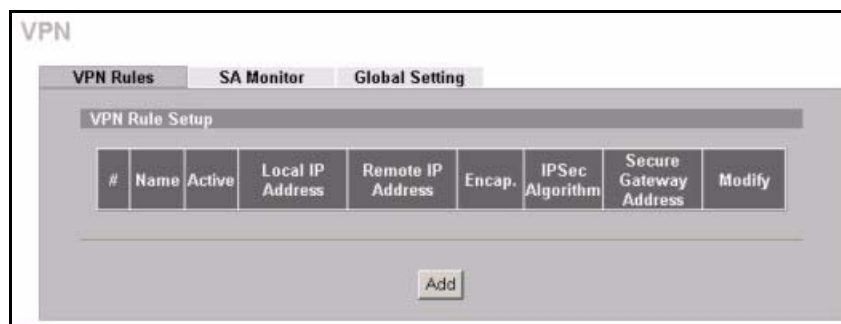 VPN
VPN Rules SA Monitor Global Setting
VPN Rule Setup
# Name Active Local IP Address Remote IP Address Encap. IPSec Algorithm Secure Gateway Address Modify
Add